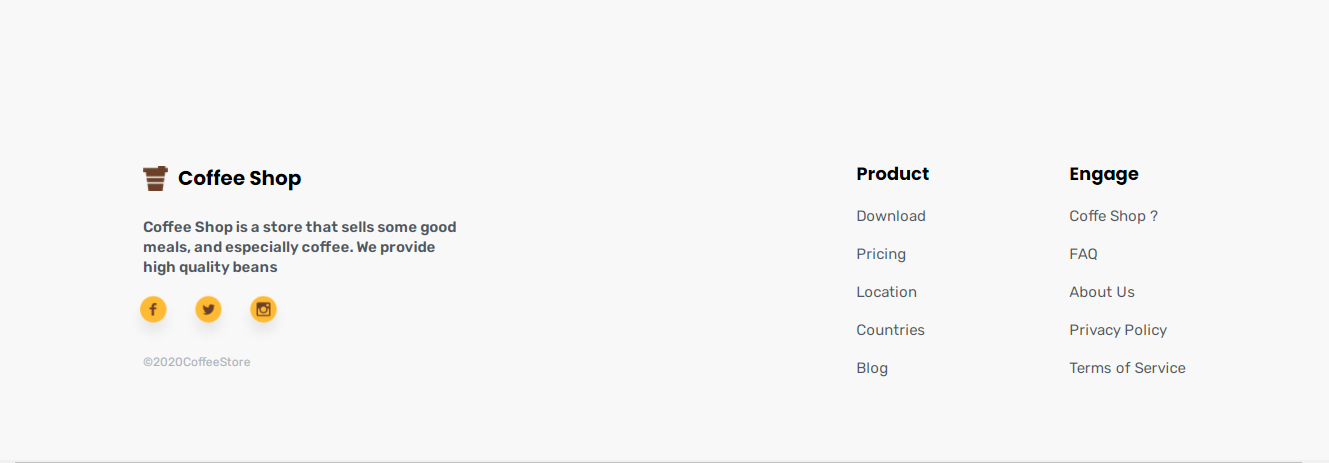 Coffee Shop
Coffee Shop is a store that sells some good
meals, and especially coffee. We provide
high quality beans
©2020CoffeeStore
Product
Download
Pricing
Location
Countries
Blog
Engage
Coffe Shop ?
FAQ
About Us
Privacy Policy
Terms of Service